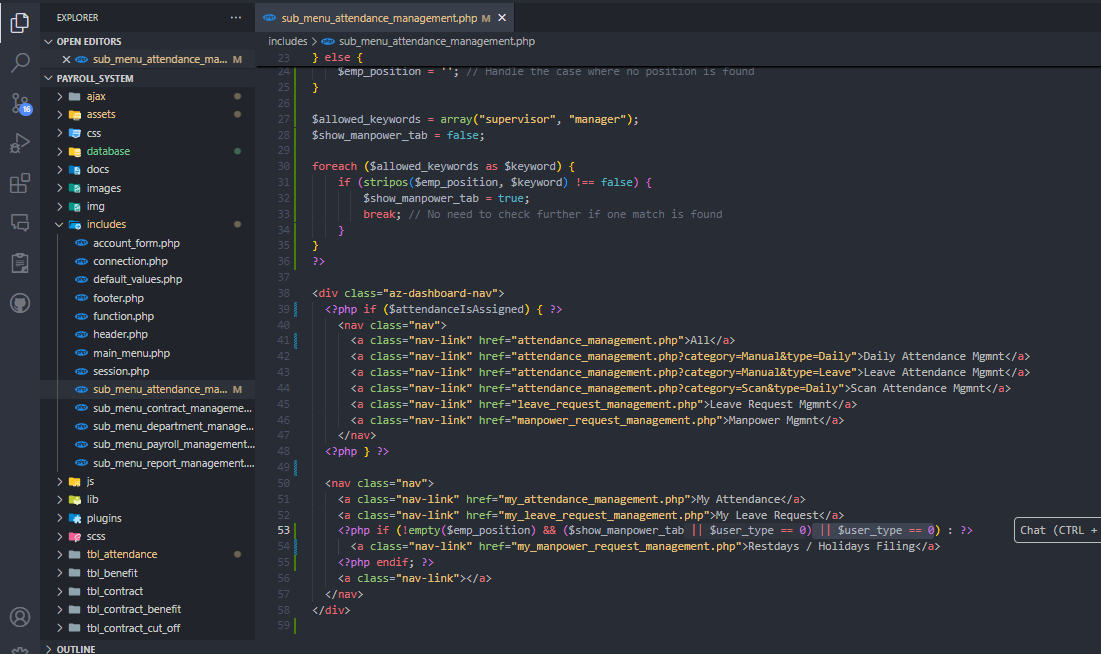 EXPLORER
···
sub_menu_attendance_management.php M ×
OPEN EDITORS
× sub_menu_attendance_ma... M
PAYROLL_SYSTEM
ajax
assets
css
database
docs
images
img
includes
account_form.php
connection.php
default_values.php
footer.php
function.php
header.php
main_menu.php
session.php
sub_menu_attendance_ma... M
sub_menu_contract_manageme...
sub_menu_department_manage...
sub_menu_payroll_management....
sub_menu_report_management....
js
lib
plugins
scss
tbl_attendance
tbl_benefit
tbl_contract
tbl_contract_benefit
tbl_contract_cut_off
OUTLINE
16
includes > sub_menu_attendance_management.php
23 } else {
24 $emp_position = ''; // Handle the case where no position is found
25 }
26
27 $allowed_keywords = array("supervisor", "manager");
28 $show_manpower_tab = false;
29
30 foreach ($allowed_keywords as $keyword) {
31 if (stripos($emp_position, $keyword) !== false) {
32 $show_manpower_tab = true;
33 break; // No need to check further if one match is found
34 }
35 }
36 ?>
37
38 <div class="az-dashboard-nav">
39 <?php if ($attendanceIsAssigned) { ?>
40 <nav class="nav">
41 <a class="nav-link" href="attendance_management.php">All</a>
42 <a class="nav-link" href="attendance_management.php?category=Manual&type=Daily">Daily Attendance Mgmnt</a>
43 <a class="nav-link" href="attendance_management.php?category=Manual&type=Leave">Leave Attendance Mgmnt</a>
44 <a class="nav-link" href="attendance_management.php?category=Scan&type=Daily">Scan Attendance Mgmnt</a>
45 <a class="nav-link" href="leave_request_management.php">Leave Request Mgmnt</a>
46 <a class="nav-link" href="manpower_request_management.php">Manpower Mgmnt</a>
47 </nav>
48 <?php } ?>
49
50 <nav class="nav">
51 <a class="nav-link" href="my_attendance_management.php">My Attendance</a>
52 <a class="nav-link" href="my_leave_request_management.php">My Leave Request</a>
53 <?php if (!empty($emp_position) && ($show_manpower_tab || $user_type == 0) || $user_type == 0) : ?>
54 <a class="nav-link" href="my_manpower_request_management.php">Restdays / Holidays Filing</a>
55 <?php endif; ?>
56 <a class="nav-link"></a>
57 </nav>
58 </div>
59
Chat (CTRL +